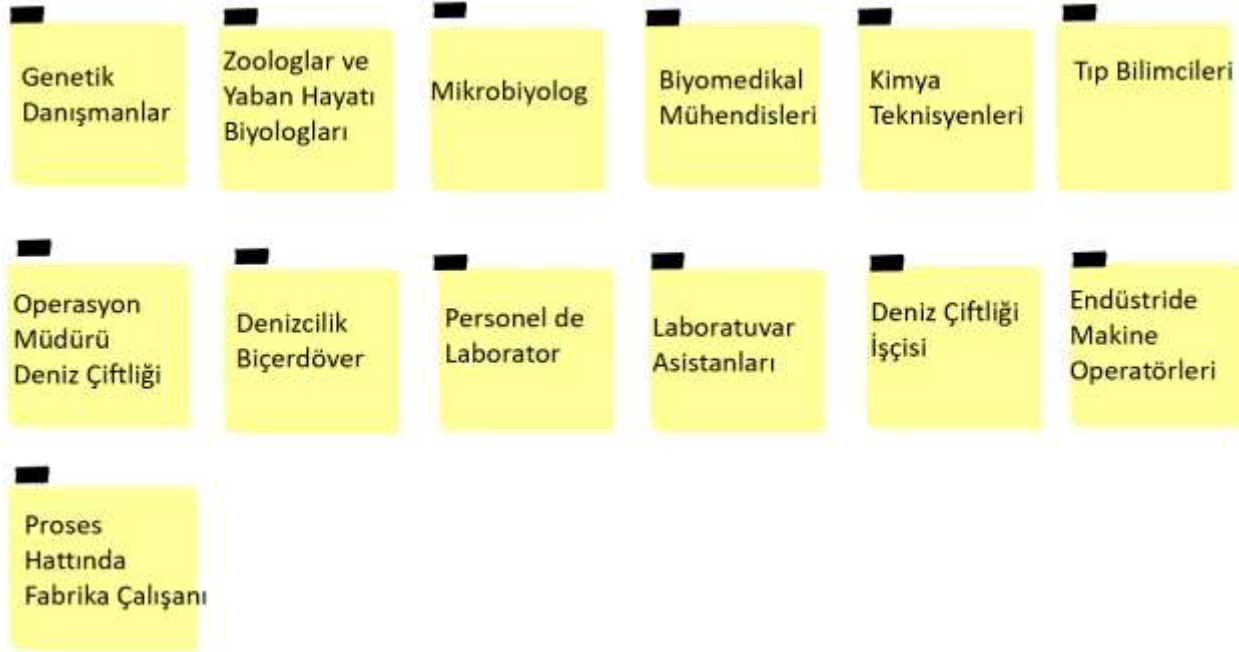 Genetik
Danışmanlar
Zoologlar ve
Yaban Hayatı
Biyologları
Mikrobiyolog
Biyomedikal
Mühendisleri
Kimya
Teknisyenleri
Tıp Bilimcileri
Operasyon
Müdürü
Deniz Çiftliği
Denizcilik
Biçerdöver
Personel de
Laborator
Laboratuvar
Asistanları
Deniz Çiftliği
İşçisi
Endüstride
Makine
Operatörleri
Proses
Hattında
Fabrika Çalışanı